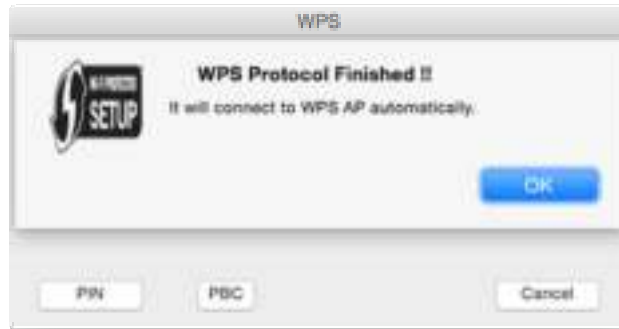 WPS
WPS Protocol Finished !!
It will connect to WPS AP automatically.
WI-FI PROTECTED
SETUP
OK
PIN
PBC
Cancel